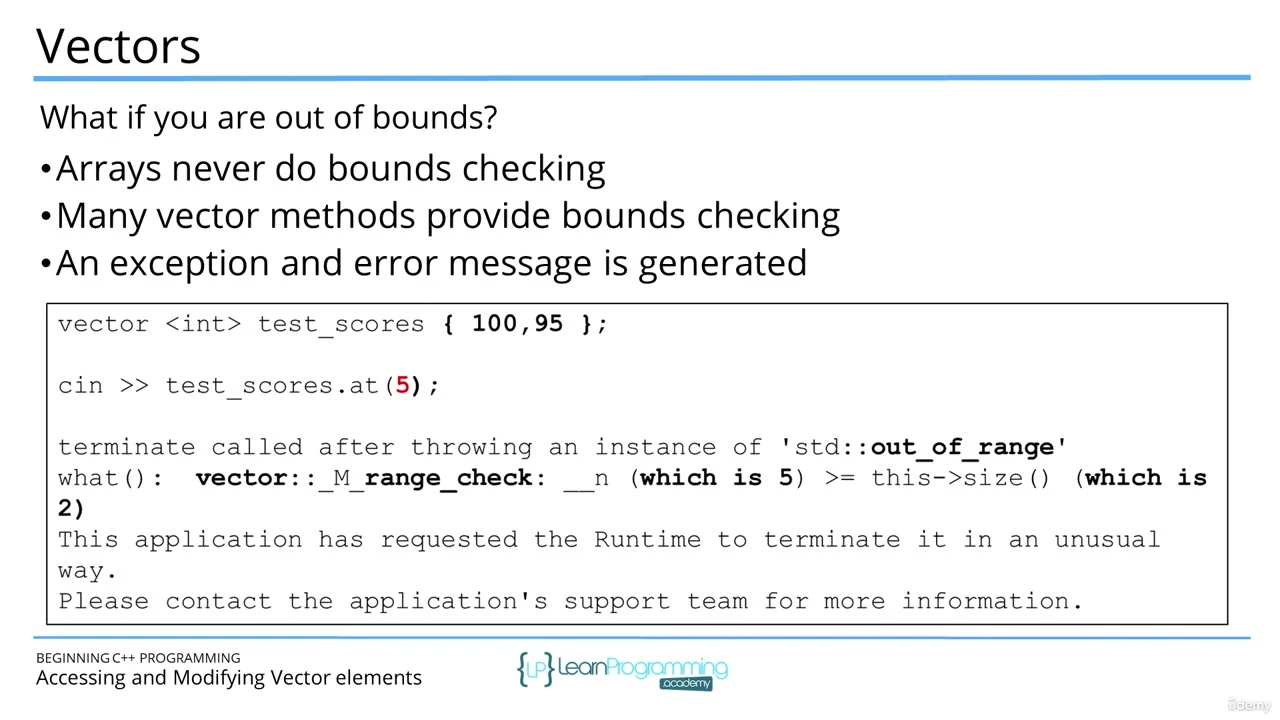 Vectors
What if you are out of bounds?
•Arrays never do bounds checking
•Many vector methods provide bounds checking
•An exception and error message is generated
vector <int> test_scores { 100,95 };
cin >> test_scores.at(5);
terminate called after throwing an instance of 'std::out_of_range'
what():  vector::_M_range_check: __n (which is 5) >= this->size() (which is
2)
This application has requested the Runtime to terminate it in an unusual
way.
Please contact the application's support team for more information.
BEGINNING C++ PROGRAMMING
Accessing and Modifying Vector elements
{LP} LearnProgramming
academy
ûdemy